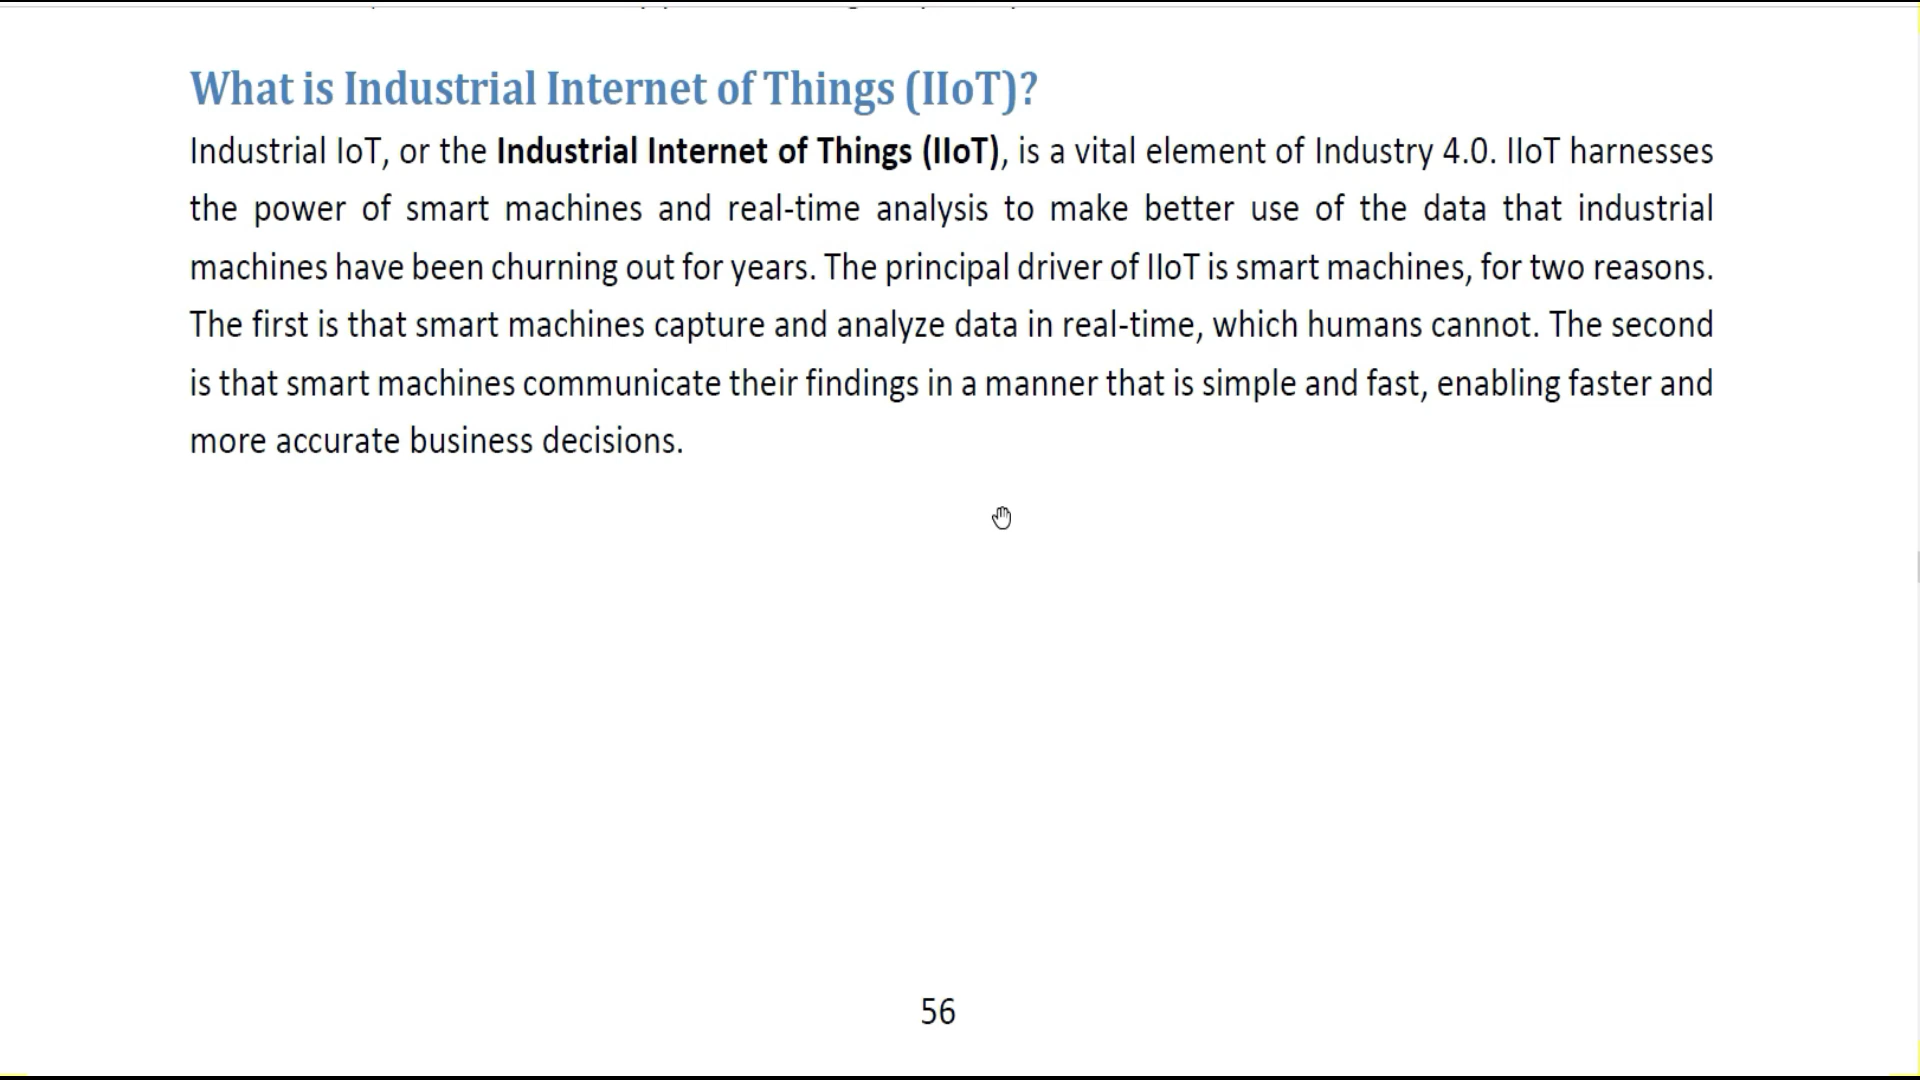 What is Industrial Internet of Things (IIoT)?
Industrial IoT, or the Industrial Internet of Things (IIoT), is a vital element of Industry 4.0. IIoT harnesses
the power of smart machines and real-time analysis to make better use of the data that industrial
machines have been churning out for years. The principal driver of IIoT is smart machines, for two reasons.
The first is that smart machines capture and analyze data in real-time, which humans cannot. The second
is that smart machines communicate their findings in a manner that is simple and fast, enabling faster and
more accurate business decisions.
56